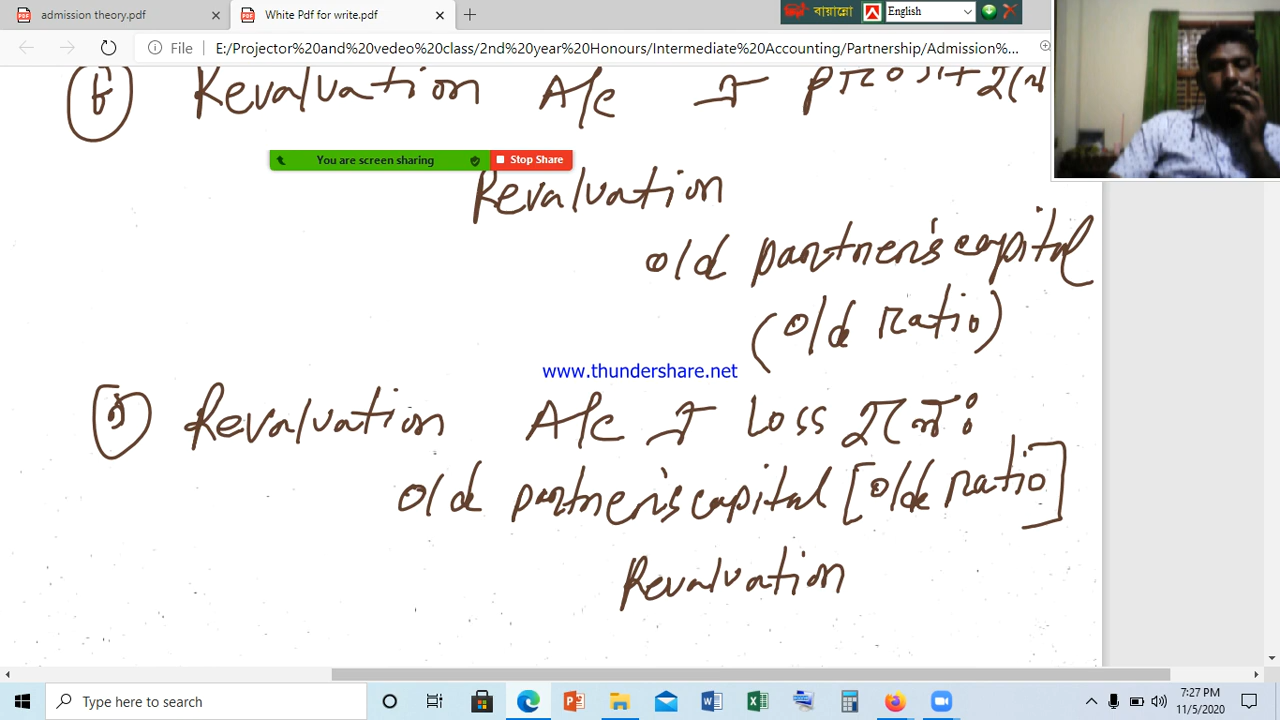 admission theory.pdf
White Pdf for write.pdf
বায়ান্নো
English
File
E:/Projector%20and%20vedeo%20class/2nd%20year%20Honours/Intermediate%20Accounting/Partnership/Admission%...
Revaluation A/c এ profit হলে
You are screen sharing
Stop Share
Revaluation
old partner's capital
(old ratio)
www.thundershare.net
Revaluation A/c এ Loss হলে:
old partner's capital [old ratio]
Revaluation
Type here to search
7:27 PM
11/5/2020